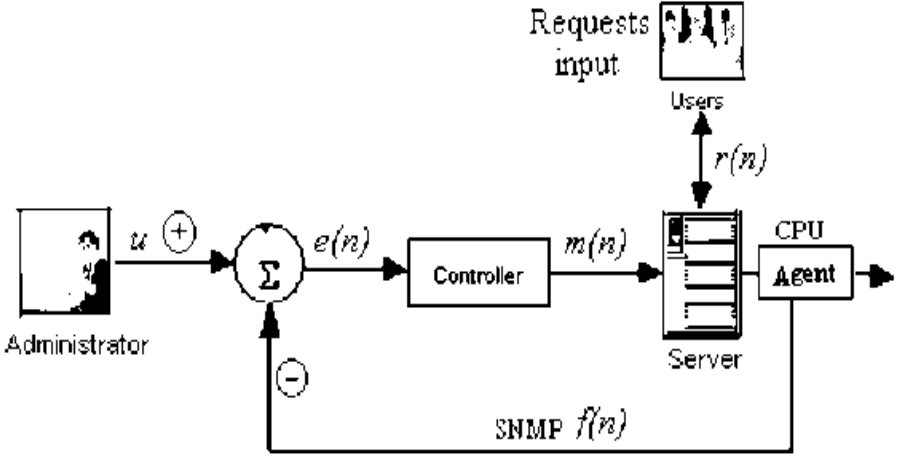 Requests
input
Users
r(n)
u +
e(n)
Controller
m(n)
CPU
Agent
Σ
Administrator
Server
−
SNMP f(n)